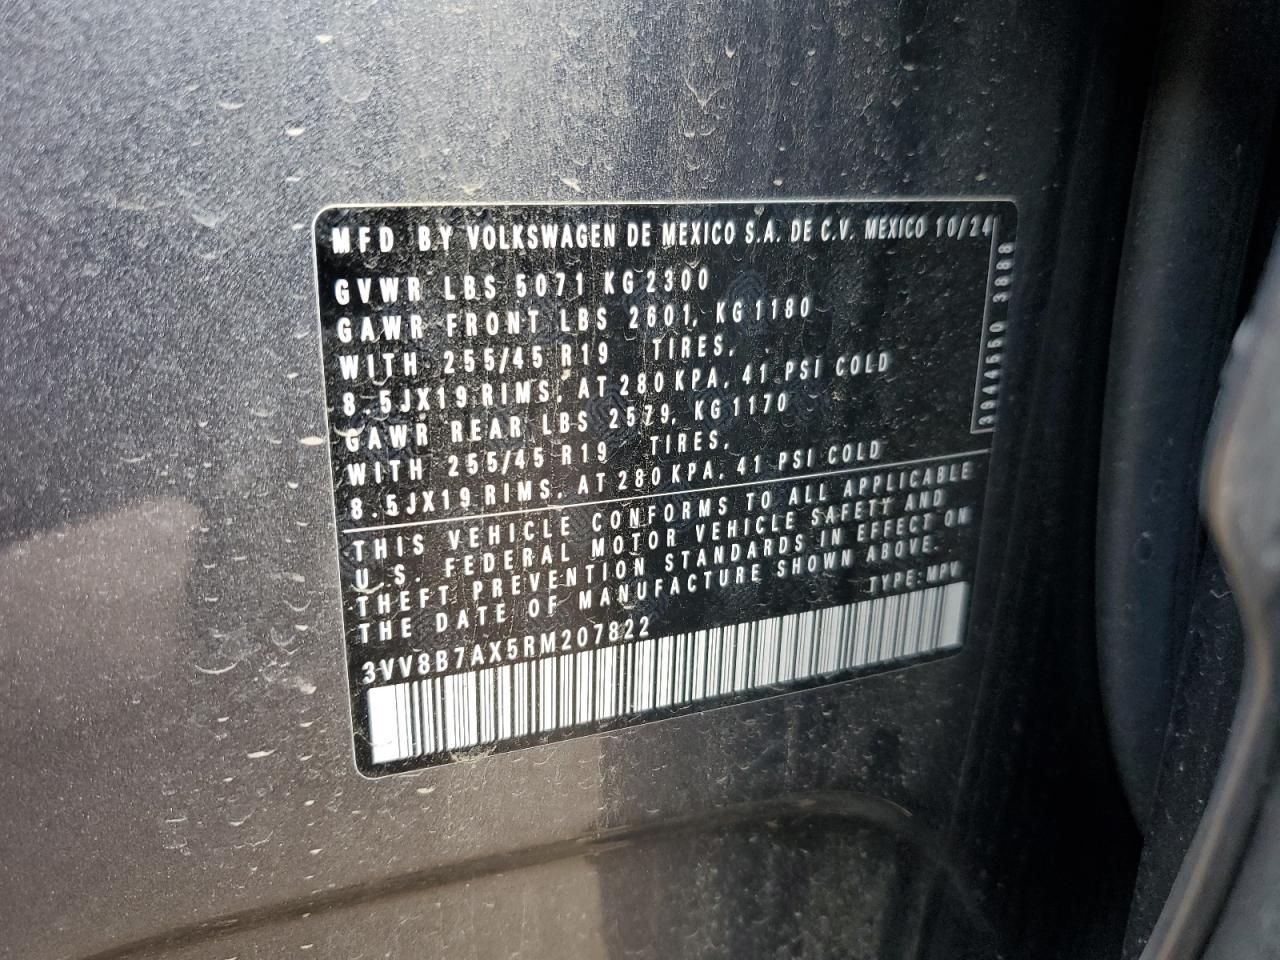 MFD BY VOLKSWAGEN DE MEXICO S.A. DE C.V. MEXICO 10/24
GVWR LBS 5071 KG 2300
GAWR FRONT LBS 2601, KG 1180
WITH 255/45 R19 TIRES,
8.5JX19 RIMS, AT 280 KPA, 41 PSI COLD
GAWR REAR LBS 2579, KG 1170
WITH 255/45 R19 TIRES,
8.5JX19 RIMS, AT 280 KPA, 41 PSI COLD
THIS VEHICLE CONFORMS TO ALL APPLICABLE
U.S. FEDERAL MOTOR VEHICLE SAFETY AND
THEFT PREVENTION STANDARDS IN EFFECT ON
THE DATE OF MANUFACTURE SHOWN ABOVE.
TYPE: MPV
3VV8B7AX5RM207822
3888